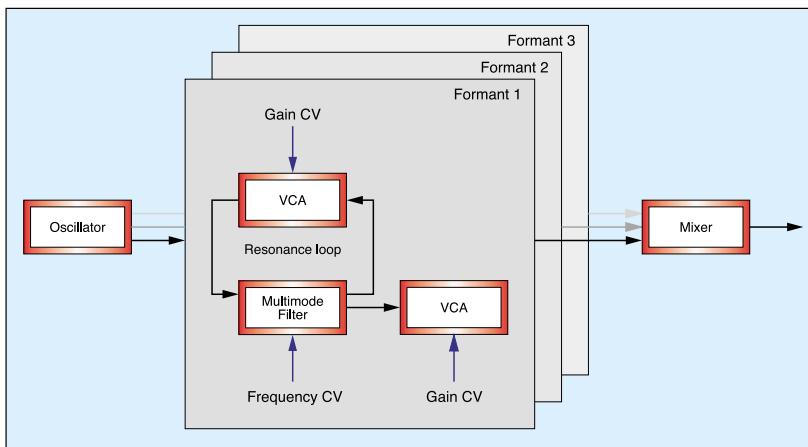 Formant 3
Formant 2
Formant 1
Gain CV
VCA
Oscillator
Resonance loop
Mixer
Multimode
Filter
VCA
Frequency CV
Gain CV